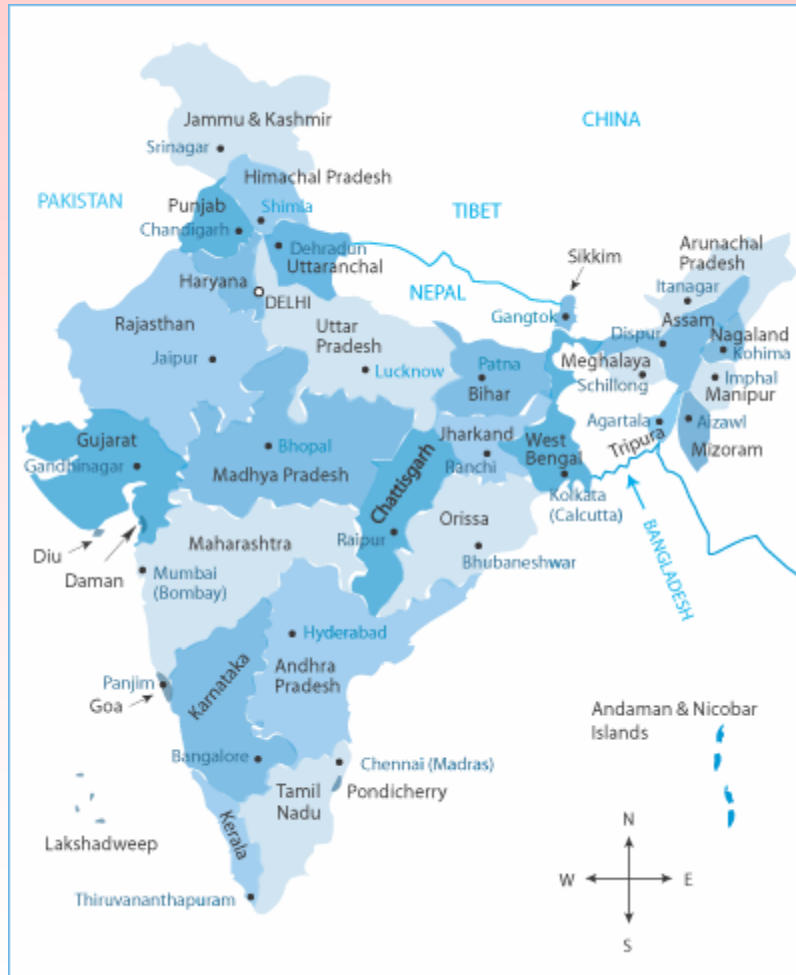 CHINA
Jammu & Kashmir
Srinagar
Himachal Pradesh
PAKISTAN
Punjab
Shimla
TIBET
Chandigarh
Dehradun
Uttaranchal
Sikkim
Arunachal
Pradesh
Haryana
DELHI
NEPAL
Itanagar
Gangtok
Assam
Rajasthan
Uttar
Pradesh
Dispur
Nagaland
Kohima
Jaipur
Lucknow
Patna
Meghalaya
Schillong
Imphal
Manipur
Bihar
Gujarat
Bhopal
Jharkand
West
Bengal
Agartala
Aizawl
Tripura
Mizoram
Gandhinagar
Madhya Pradesh
Chattisgarh
Ranchi
Kolkata
(Calcutta)
Orissa
Diu
Daman
Maharashtra
Raipur
Bhubaneshwar
BANGLADESH
Mumbai
(Bombay)
Hyderabad
Karnataka
Andhra
Pradesh
Panjim
Goa
Andaman & Nicobar
Islands
Bangalore
Chennai (Madras)
Tamil
Nadu
Pondicherry
Lakshadweep
Kerala
Thiruvananthapuram
N
W
E
S